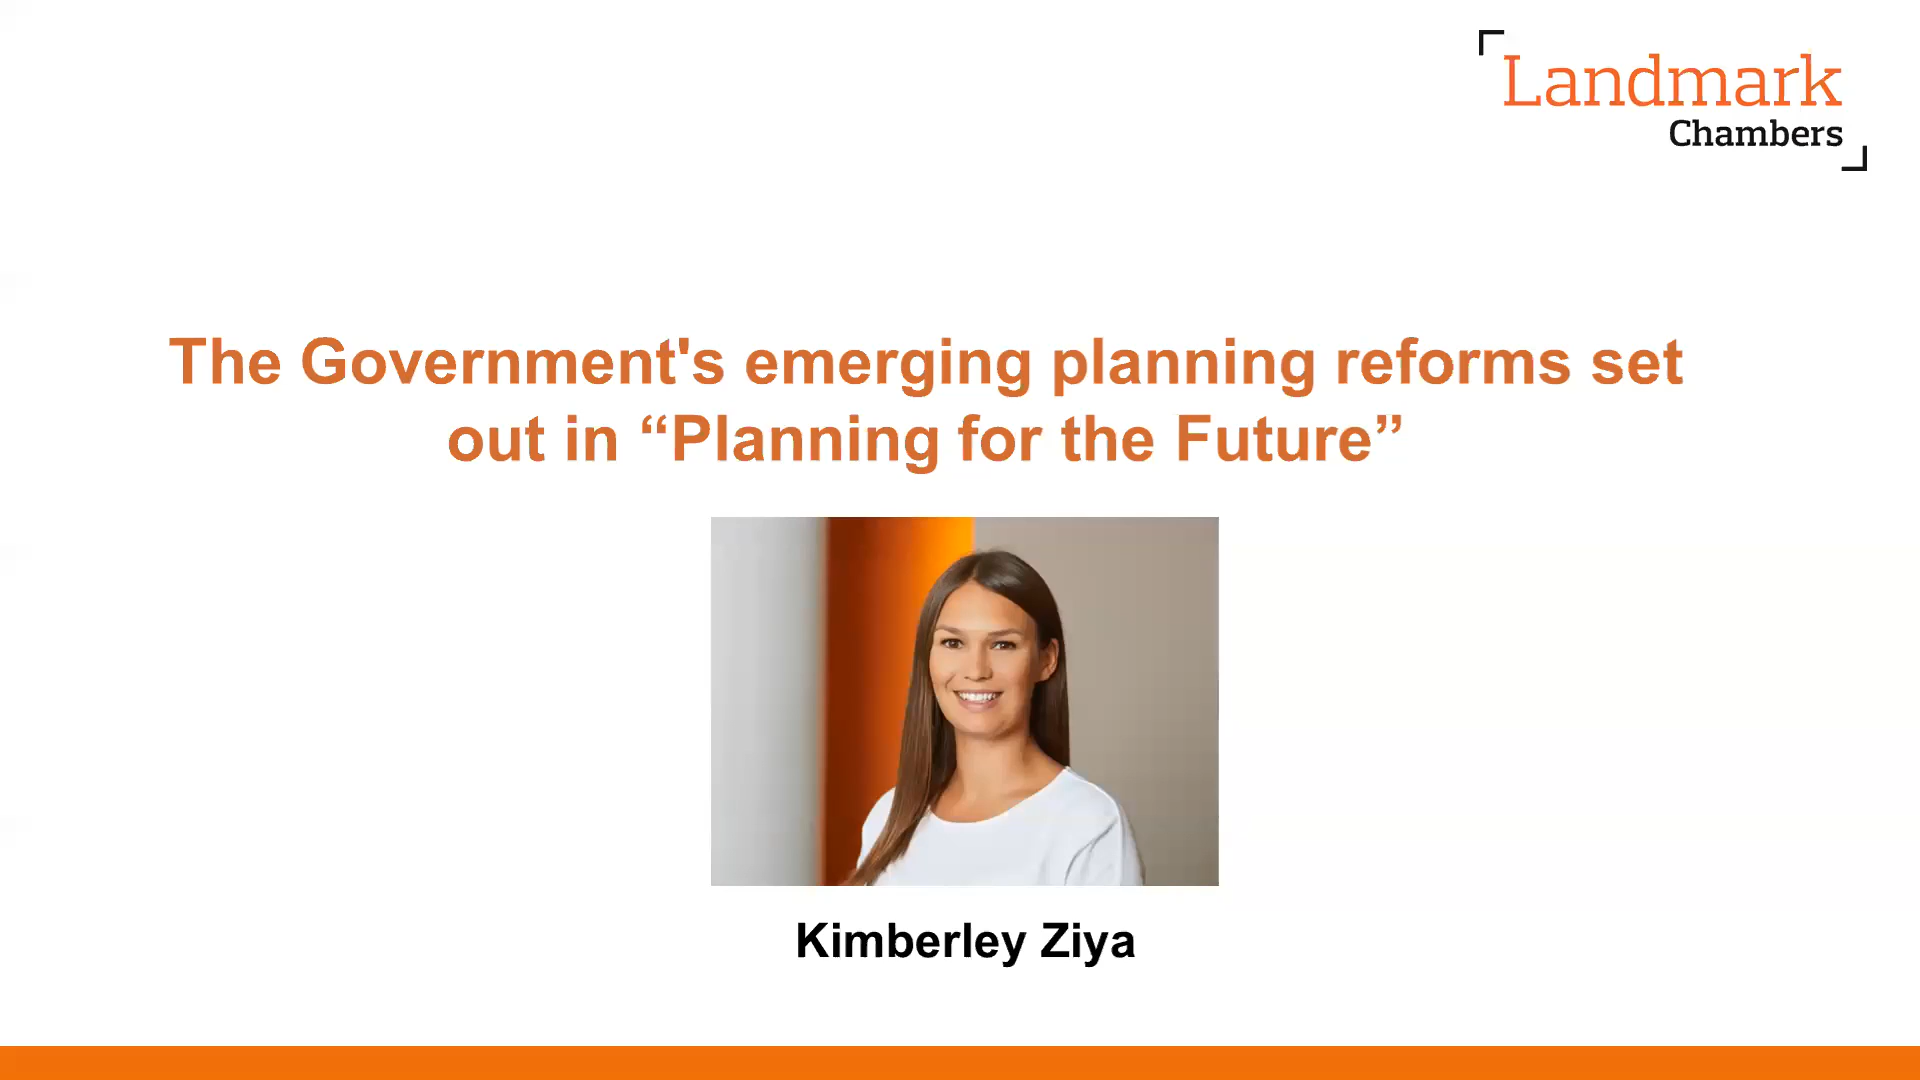 Landmark
Chambers
The Government's emerging planning reforms set
out in “Planning for the Future”
Kimberley Ziya